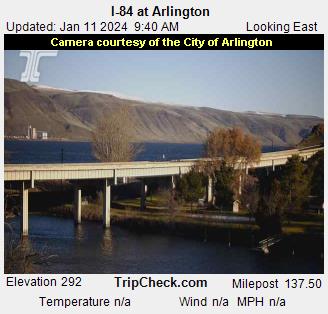 I-84 at Arlington
Updated: Jan 11 2024 9:40 AM Looking East
Camera courtesy of the City of Arlington
Elevation 292 TripCheck.com Milepost 137.50
Temperature n/a Wind n/a MPH n/a